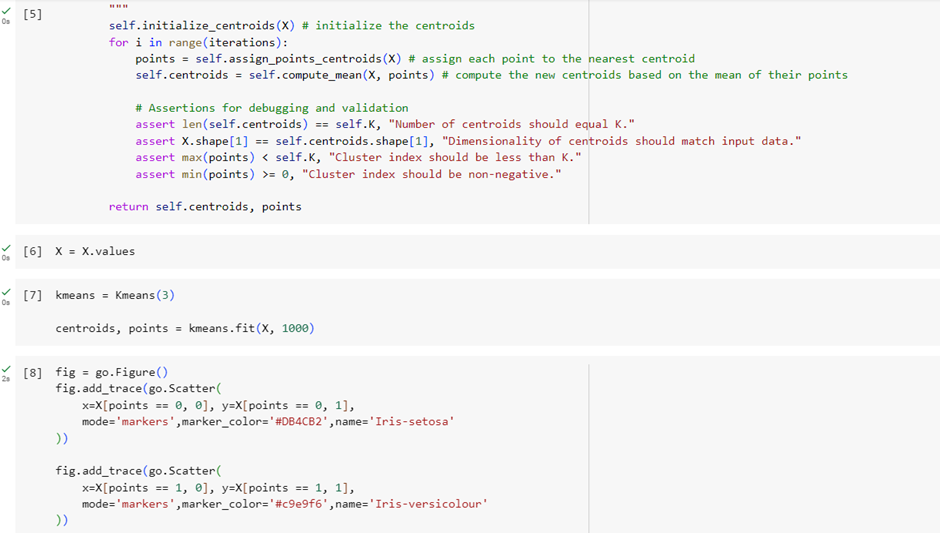 [5]
"""
self.initialize_centroids(X) # initialize the centroids
for i in range(iterations):
points = self.assign_points_centroids(X) # assign each point to the nearest centroid
self.centroids = self.compute_mean(X, points) # compute the new centroids based on the mean of their points
# Assertions for debugging and validation
assert len(self.centroids) == self.K, "Number of centroids should equal K."
assert X.shape[1] == self.centroids.shape[1], "Dimensionality of centroids should match input data."
assert max(points) < self.K, "Cluster index should be less than K."
assert min(points) >= 0, "Cluster index should be non-negative."
return self.centroids, points
0s
[6] X = X.values
0s
[7] kmeans = Kmeans(3)
0s
centroids, points = kmeans.fit(X, 1000)
[8] fig = go.Figure()
2s
fig.add_trace(go.Scatter(
x=X[points == 0, 0], y=X[points == 0, 1],
mode='markers',marker_color='#DB4CB2',name='Iris-setosa'
))
fig.add_trace(go.Scatter(
x=X[points == 1, 0], y=X[points == 1, 1],
mode='markers',marker_color='#c9e9f6',name='Iris-versicolour'
))